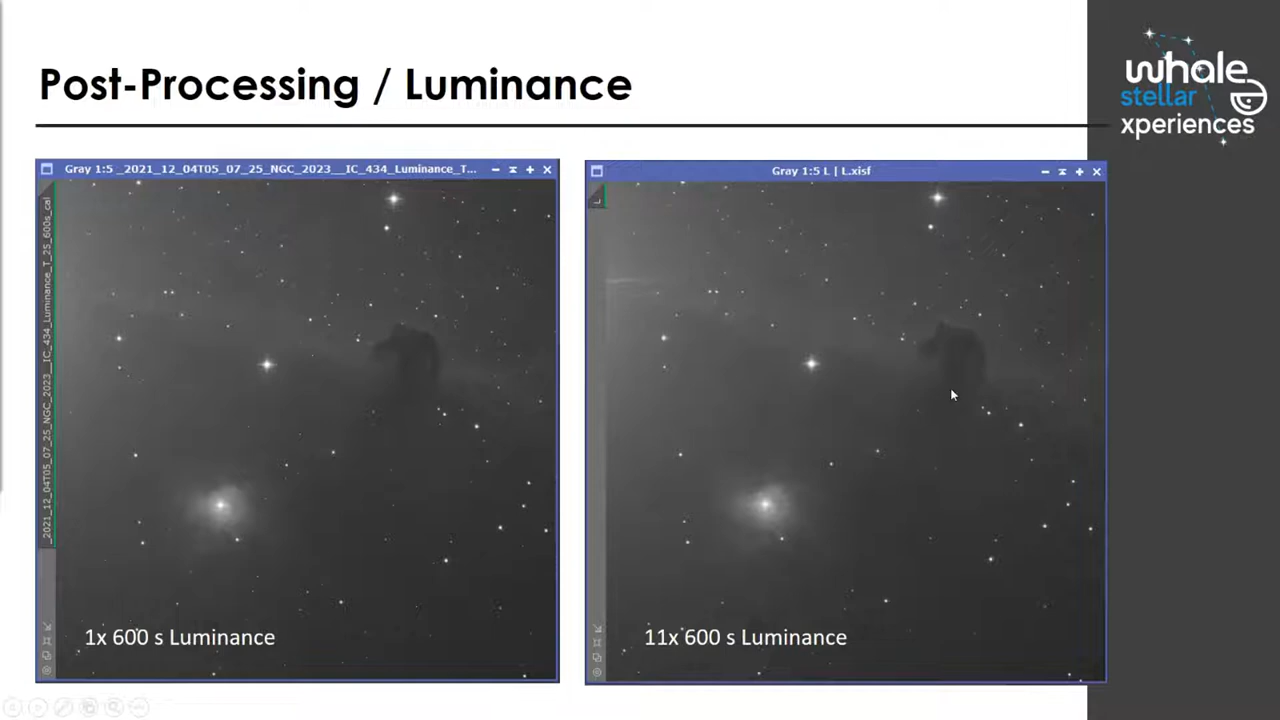 Post-Processing / Luminance
whale
stellar
xperiences
Gray 1:5 _2021_12_04T05_07_25_NGC_2023__IC_434_Luminance_T...
_2021_12_04T05_07_25_NGC_2023__IC_434_Luminance_T_25_600s_cal
1x 600 s Luminance
Gray 1:5 L | L.xisf
L
11x 600 s Luminance